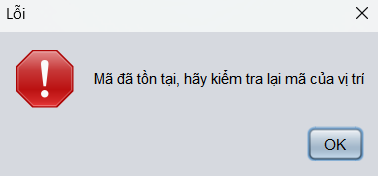 Lỗi
Mã đã tồn tại, hãy kiểm tra lại mã của vị trí
OK